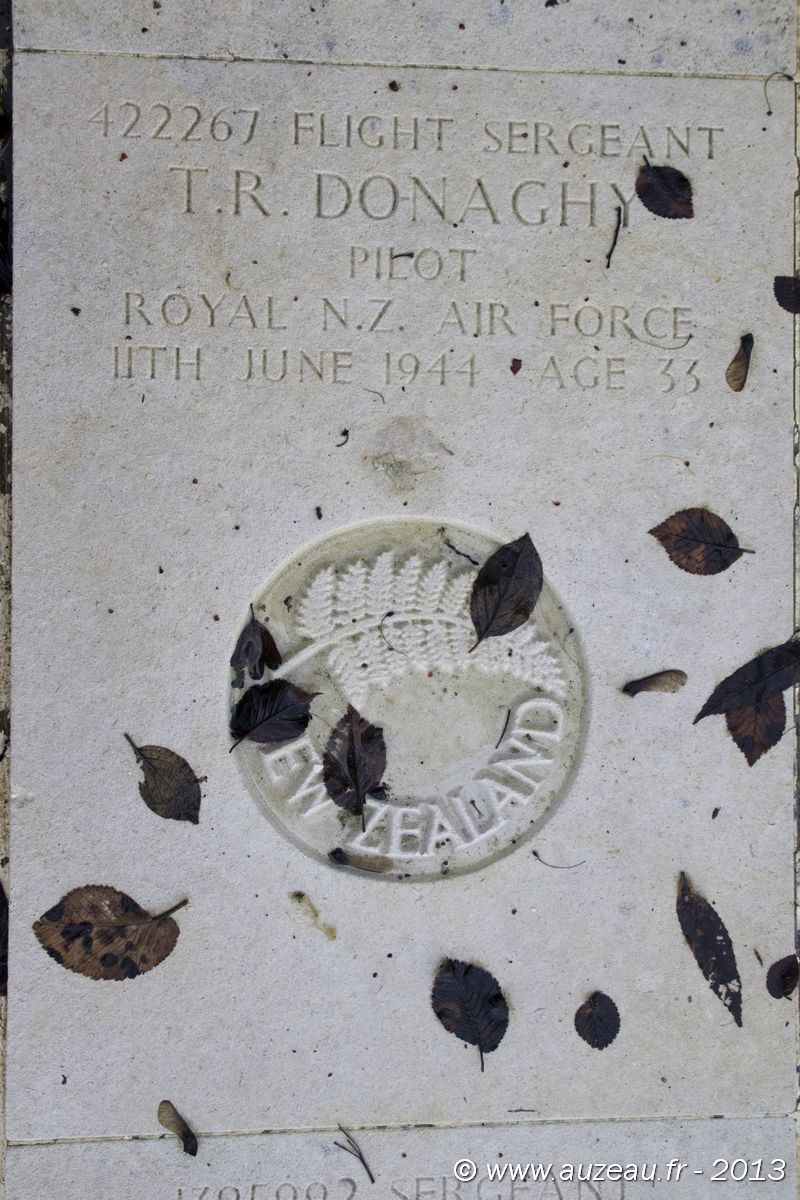 422267 FLIGHT SERGEANT
T.R. DONAGHY
PILOT
ROYAL N.Z. AIR FORCE
11TH JUNE 1944 AGE 33
EW ZEALAND
SERGEANT
© www.auzeau.fr - 2013